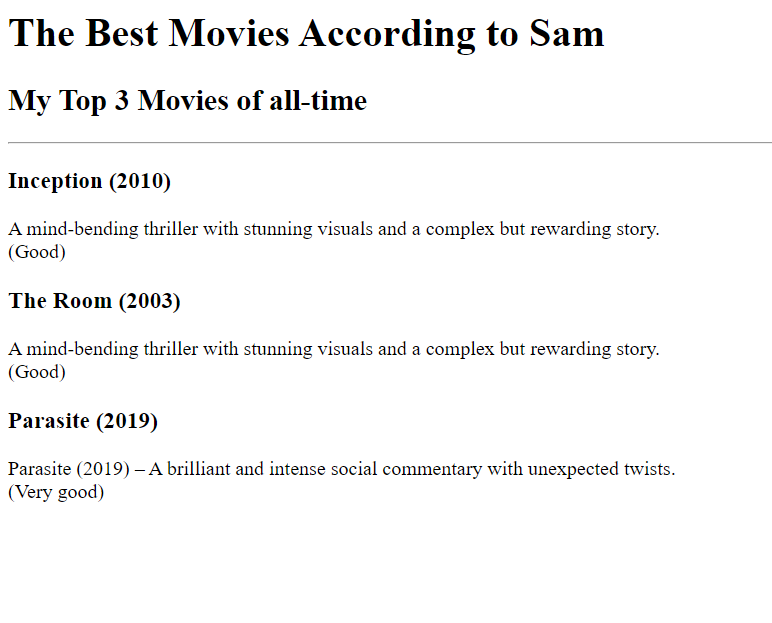 The Best Movies According to Sam
My Top 3 Movies of all-time
Inception (2010)
A mind-bending thriller with stunning visuals and a complex but rewarding story.
(Good)
The Room (2003)
A mind-bending thriller with stunning visuals and a complex but rewarding story.
(Good)
Parasite (2019)
Parasite (2019) – A brilliant and intense social commentary with unexpected twists.
(Very good)